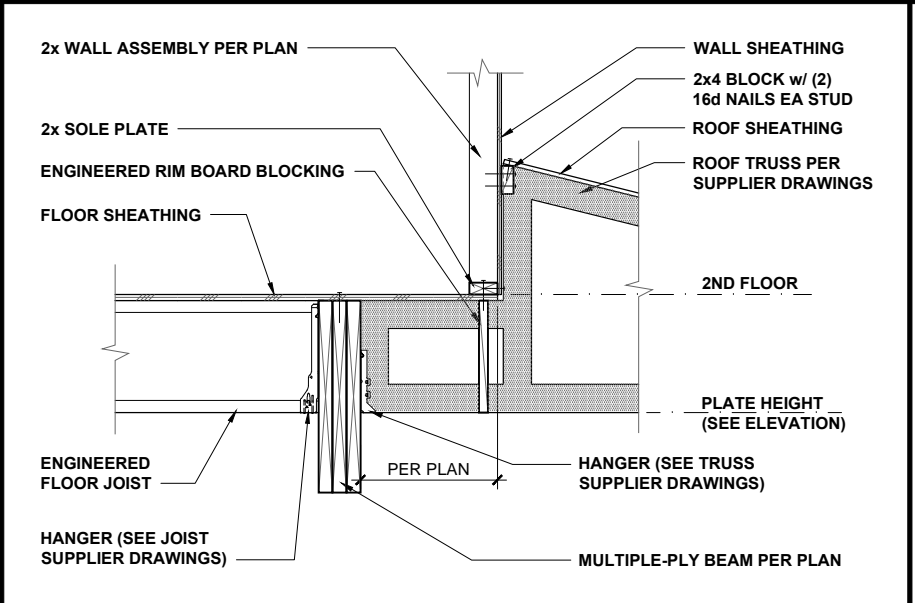 2x WALL ASSEMBLY PER PLAN
2x SOLE PLATE
ENGINEERED RIM BOARD BLOCKING
FLOOR SHEATHING
WALL SHEATHING
2x4 BLOCK w/ (2)
16d NAILS EA STUD
ROOF SHEATHING
ROOF TRUSS PER
SUPPLIER DRAWINGS
2ND FLOOR
PLATE HEIGHT
(SEE ELEVATION)
ENGINEERED
FLOOR JOIST
PER PLAN
HANGER (SEE TRUSS
SUPPLIER DRAWINGS)
HANGER (SEE JOIST
SUPPLIER DRAWINGS)
MULTIPLE-PLY BEAM PER PLAN